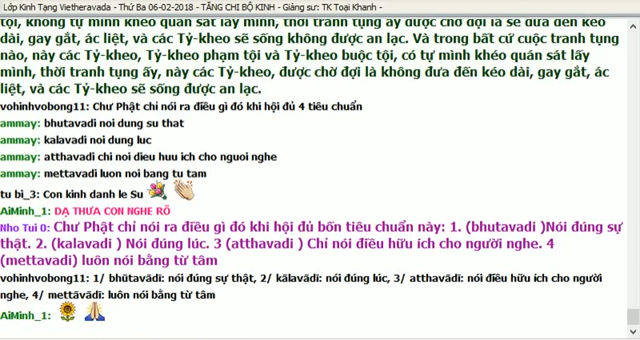 Lớp Kinh Tạng Vietheravada - Thứ Ba 06-02-2018 - TĂNG CHI BỘ KINH - Giảng sư: TK Toại Khanh -
tội, không tự mình khéo quán sát lấy mình, thời tranh tụng ấy được chờ đợi là sẽ đưa đến kéo
dài, gay gắt, ác liệt, và các Tỷ-kheo sẽ sống không được an lạc. Và trong bất cứ cuộc tranh tụng
nào, này các Tỷ-kheo, Tỷ-kheo phạm tội và Tỷ-kheo buộc tội, có tự mình khéo quán sát lấy
mình, thời tranh tụng ấy, này các Tỷ-kheo, được chờ đợi là không đưa đến kéo dài, gay gắt, ác
liệt, và các Tỷ-kheo sẽ sống được an lạc.
vohinhvobong11: Chư Phật chỉ nói ra điều gì đó khi hội đủ 4 tiêu chuẩn
ammay: bhutavadi noi dung su that
ammay: kalavadi noi dung luc
ammay: atthavadi chi noi dieu huu ich cho nguoi nghe
ammay: mettavadi luon noi bang tu tam
tu bi_3: Con kinh danh le Su
AiMinh_1: DẠ THƯA CON NGHE RÕ
Nho Tui 0: Chư Phật chỉ nói ra điều gì đó khi hội đủ bốn tiêu chuẩn này: 1. (bhutavadi )Nói đúng sự
thật. 2. (kalavadi ) Nói đúng lúc. 3 (atthavadi ) Chỉ nói điều hữu ích cho người nghe. 4
(mettavadi) luôn nói bằng từ tâm
vohinhvobong11: 1/ bhūtavādī: nói đúng sự thật, 2/ kālavādī: nói đúng lúc, 3/ atthavādī: nói điều hữu ích cho người
nghe, 4/ mettāvādī: luôn nói bằng từ tâm
AiMinh_1: